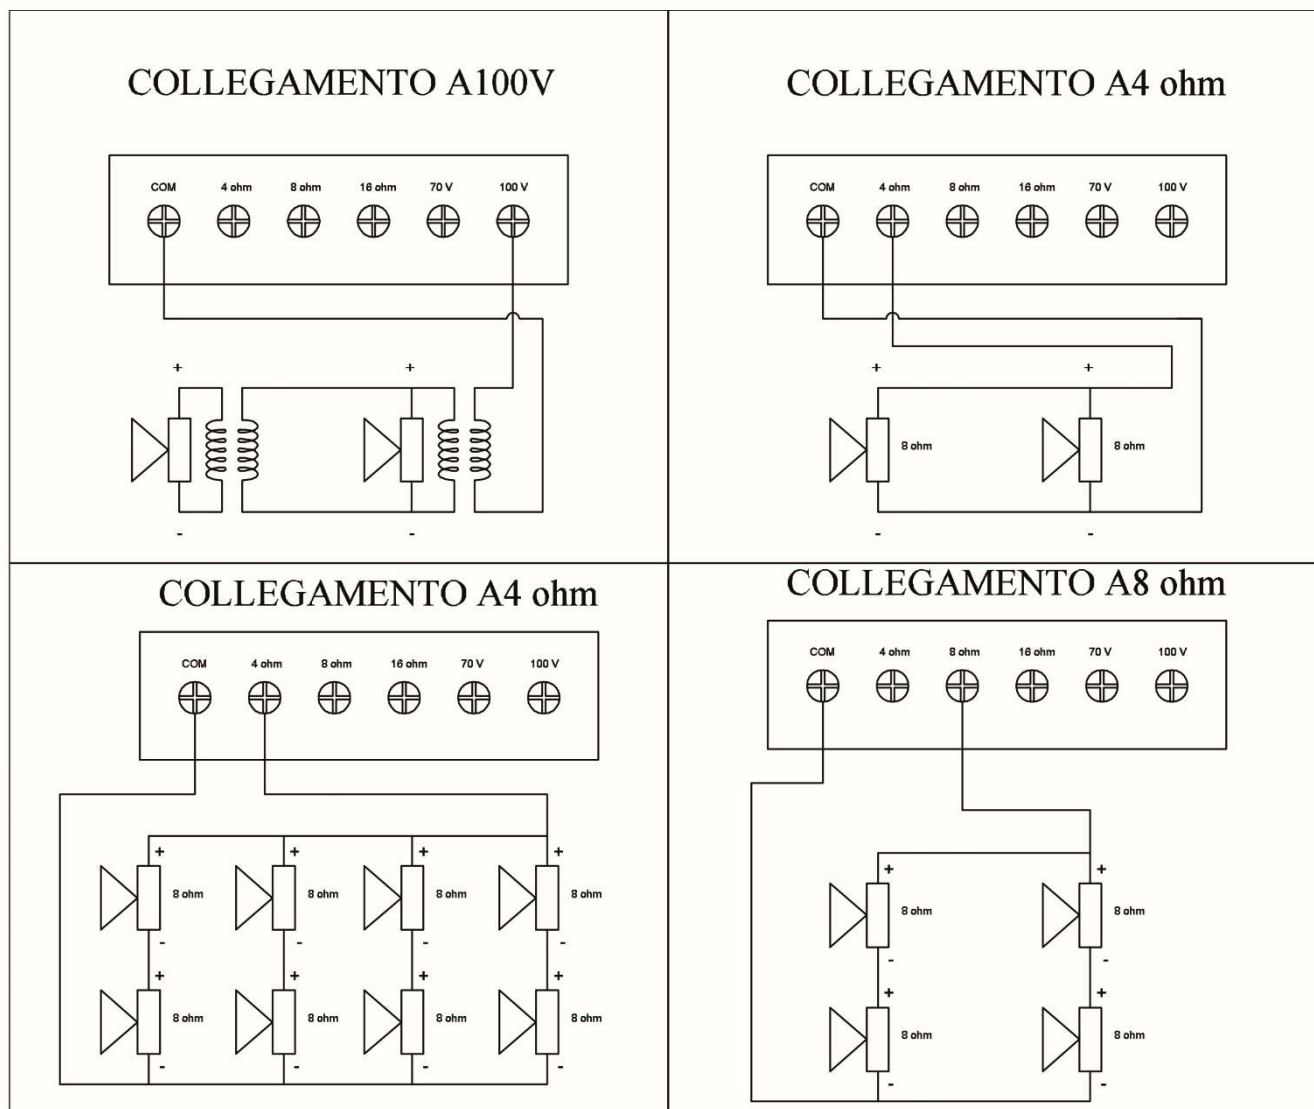 COLLEGAMENTO A100V
COM 4 ohm 8 ohm 16 ohm 70 V 100 V
+ +
- -
COLLEGAMENTO A4 ohm
COM 4 ohm 8 ohm 16 ohm 70 V 100 V
+ +
8 ohm 8 ohm
- -
COLLEGAMENTO A4 ohm
COM 4 ohm 8 ohm 16 ohm 70 V 100 V
+ + + +
8 ohm 8 ohm 8 ohm 8 ohm
- - - -
+ + + +
8 ohm 8 ohm 8 ohm 8 ohm
- - - -
COLLEGAMENTO A8 ohm
COM 4 ohm 8 ohm 16 ohm 70 V 100 V
+ +
8 ohm 8 ohm
- -
+ +
8 ohm 8 ohm
- -